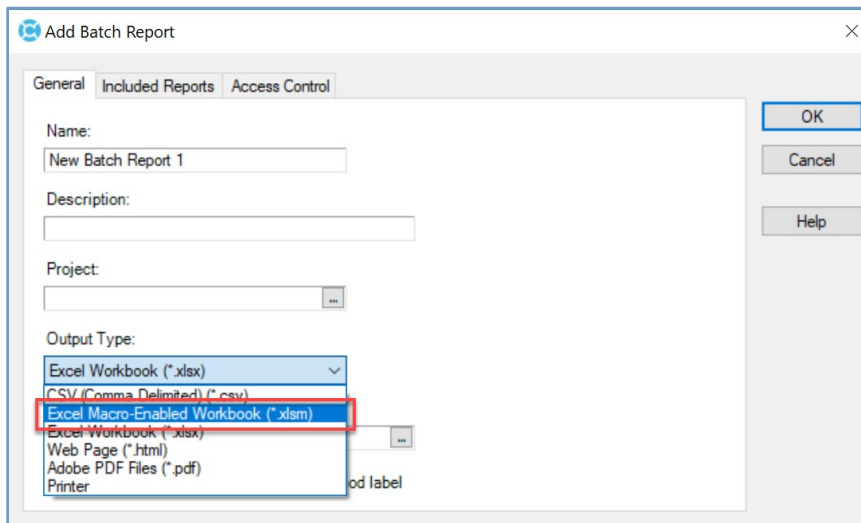 Add Batch Report
General Included Reports Access Control
Name:
New Batch Report 1
Description:
Project:
...
Output Type:
Excel Workbook (*.xlsx)
CSV (Comma Delimited) (*.csv)
Excel Macro-Enabled Workbook (*.xlsm)
Excel Workbook (*.xlsx)
Web Page (*.html)
...
Adobe PDF Files (*.pdf)
Printer
od label
OK
Cancel
Help